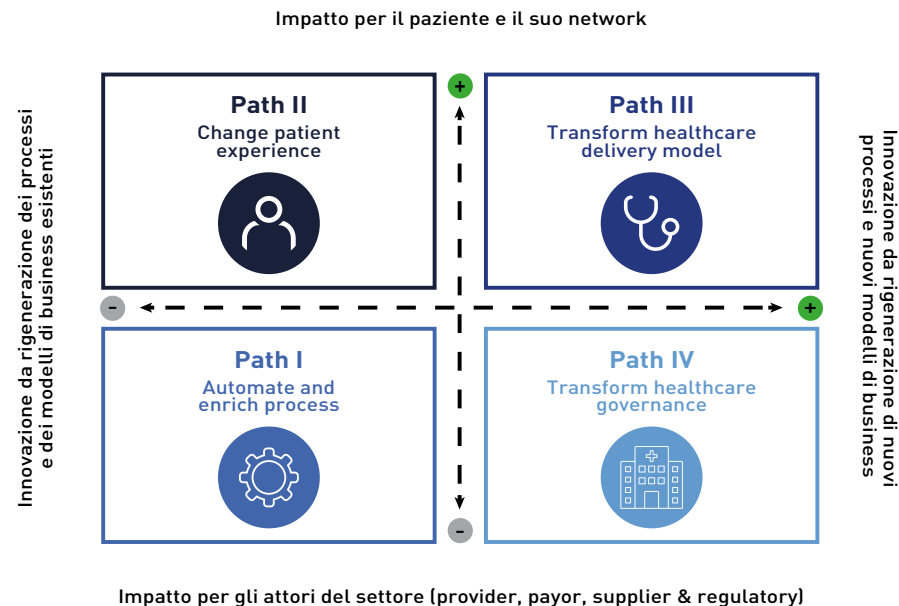 Impatto per il paziente e il suo network
Innovazione da rigenerazione dei processi
e dei modelli di business esistenti
Path II
Change patient
experience
+
Path III
Transform healthcare
delivery model
Innovazione da rigenerazione di nuovi
processi e nuovi modelli di business
-
+
Path I
Automate and
enrich process
Path IV
Transform healthcare
governance
-
Impatto per gli attori del settore (provider, payor, supplier & regulatory)